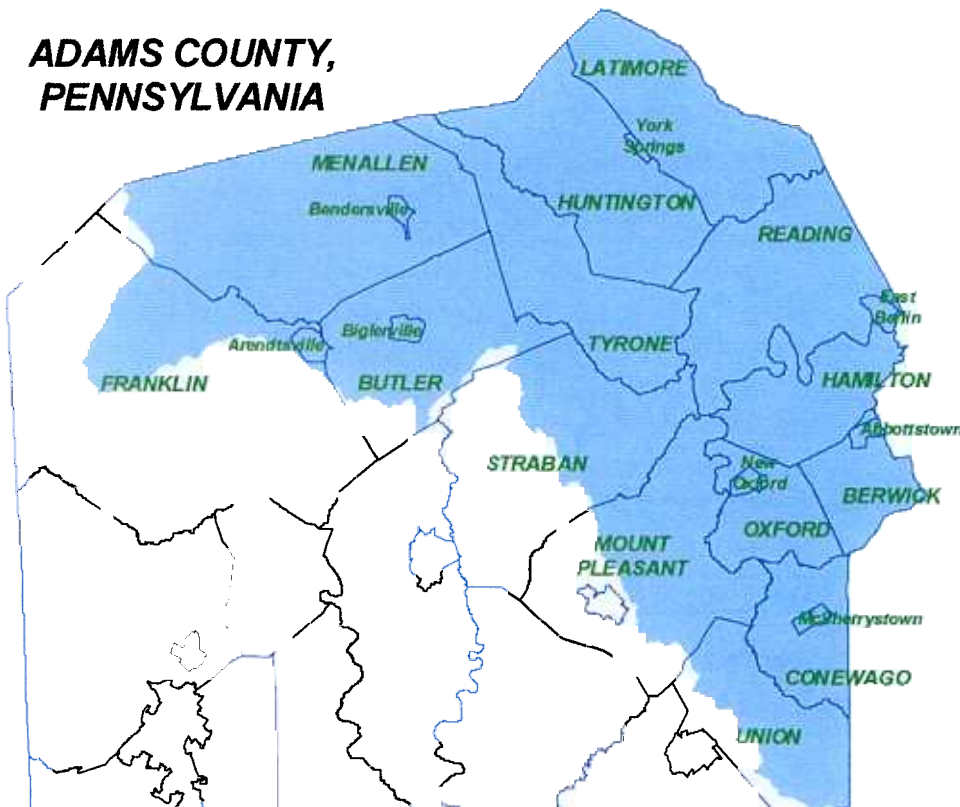 ADAMS COUNTY,
PENNSYLVANIA
LATIMORE
York
Springs
MENALLEN
Bendersville
HUNTINGTON
READING
East
Berlin
Arendtsville
Biglerville
TYRONE
FRANKLIN
BUTLER
HAMILTON
Abbottstown
STRABAN
New
Oxford
BERWICK
OXFORD
MOUNT
PLEASANT
McSherrystown
CONEWAGO
UNION